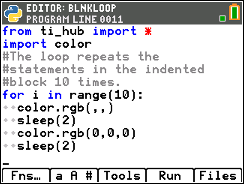 EDITOR: BLNKLOOP
PROGRAM LINE 0011
from ti_hub import *
import color
#The loop repeats the
#statements in the indented
#block 10 times.
for i in range(10):
··color.rgb(,,)
··sleep(2)
··color.rgb(0,0,0)
··sleep(2)
Fns… a A # Tools Run Files